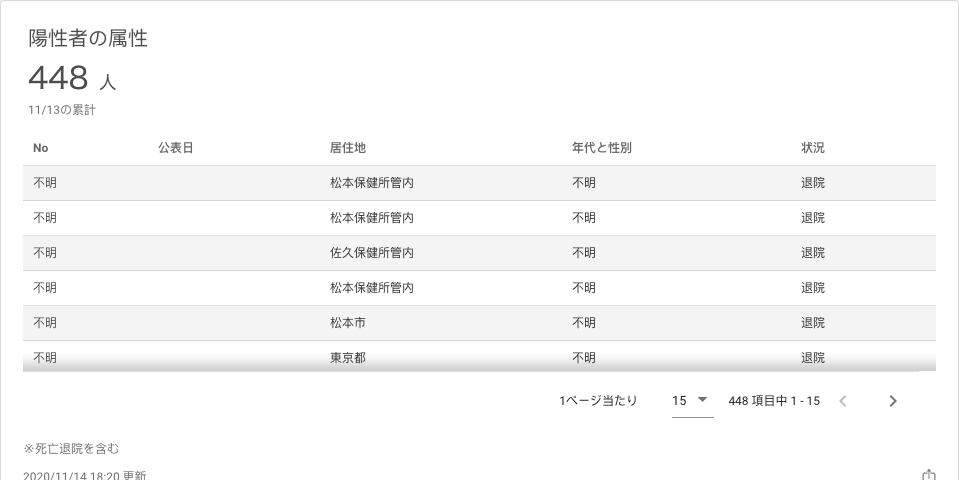 陽性者の属性
448 人
11/13の累計
No 公表日 居住地 年代と性別 状況
不明 松本保健所管内 不明 退院
不明 松本保健所管内 不明 退院
不明 佐久保健所管内 不明 退院
不明 松本保健所管内 不明 退院
不明 松本市 不明 退院
不明 東京都 不明 退院
1ページ当たり 15 448 項目中 1 - 15
※死亡退院を含む
2020/11/14 18:20 更新